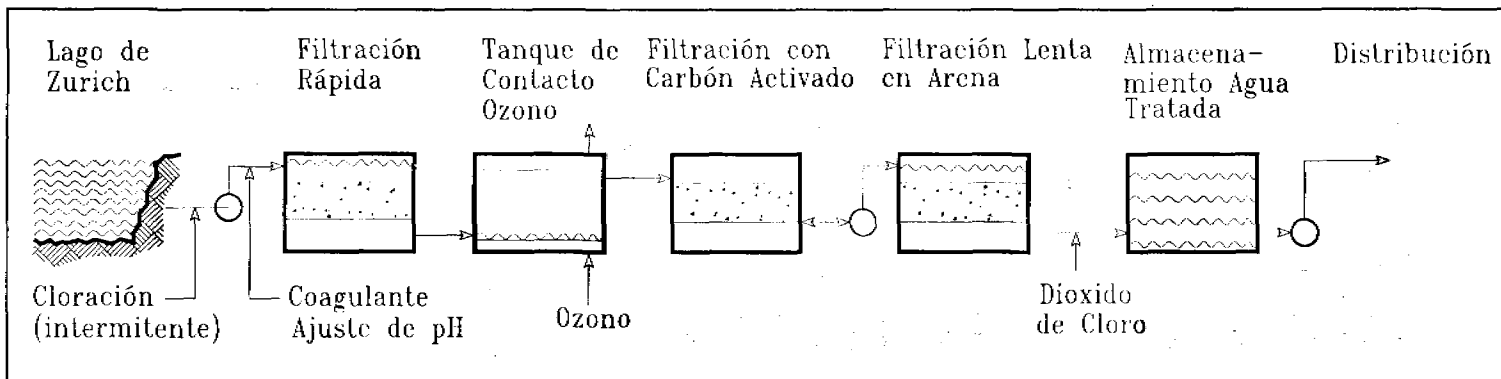 Lago de
Zurich
Filtración
Rápida
Tanque de
Contacto
Ozono
Filtración con
Carbón Activado
Filtración Lenta
en Arena
Almacena-
miento Agua
Tratada
Distribución
Cloración
(intermitente)
Coagulante
Ajuste de pH
Ozono
Dioxido
de Cloro